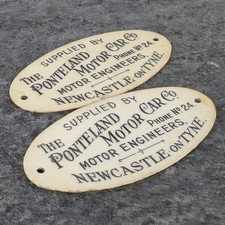 SUPPLIED BY
THE PONTELAND MOTOR CAR CO
MOTOR ENGINEERS, PHONE NO 24
NEWCASTLE ON TYNE.
SUPPLIED BY
THE PONTELAND MOTOR CAR CO
MOTOR ENGINEERS, PHONE NO 24
NEWCASTLE ON TYNE.